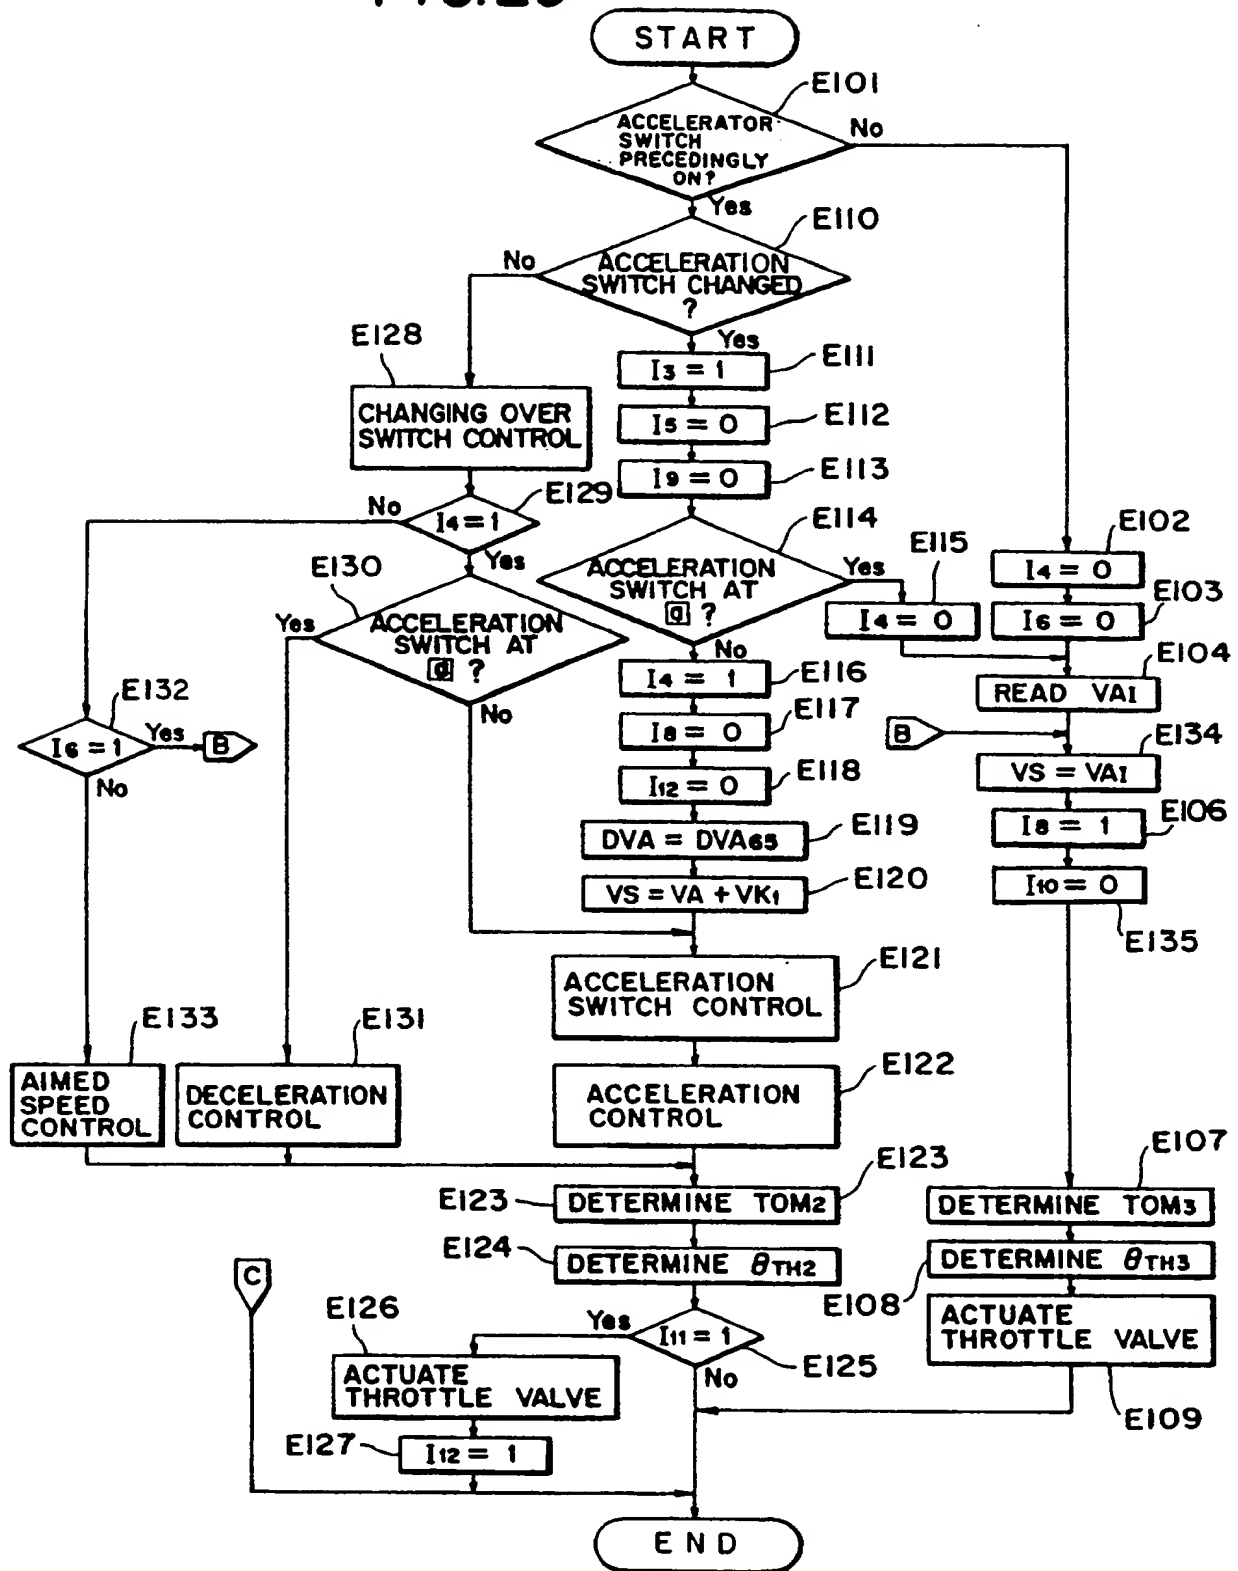 START
E101
ACCELERATOR
SWITCH
PRECEDINGLY
ON?
No
Yes
E110
ACCELERATION
SWITCH CHANGED
?
No
Yes
E128
CHANGING OVER
SWITCH CONTROL
E111
I3 = 1
E112
I5 = 0
E113
I9 = 0
E129
I4 = 1
No
Yes
E114
ACCELERATION
SWITCH AT
a ?
Yes
No
E115
I4 = 0
E102
I4 = 0
E103
I6 = 0
E104
READ VAI
E130
ACCELERATION
SWITCH AT
d ?
Yes
No
E116
I4 = 1
E117
I8 = 0
E118
I12 = 0
E119
DVA = DVA65
E120
VS = VA + VK1
E132
I6 = 1
Yes
B
No
B
E134
VS = VAI
E106
I8 = 1
I10 = 0
E135
E121
ACCELERATION
SWITCH CONTROL
E133
AIMED
SPEED
CONTROL
E131
DECELERATION
CONTROL
E122
ACCELERATION
CONTROL
E123
E123
DETERMINE TOM2
E107
DETERMINE TOM3
E124
DETERMINE θTH2
DETERMINE θTH3
E108
C
E126
Yes
I11 = 1
E125
No
ACTUATE
THROTTLE VALVE
ACTUATE
THROTTLE VALVE
E109
E127
I12 = 1
END